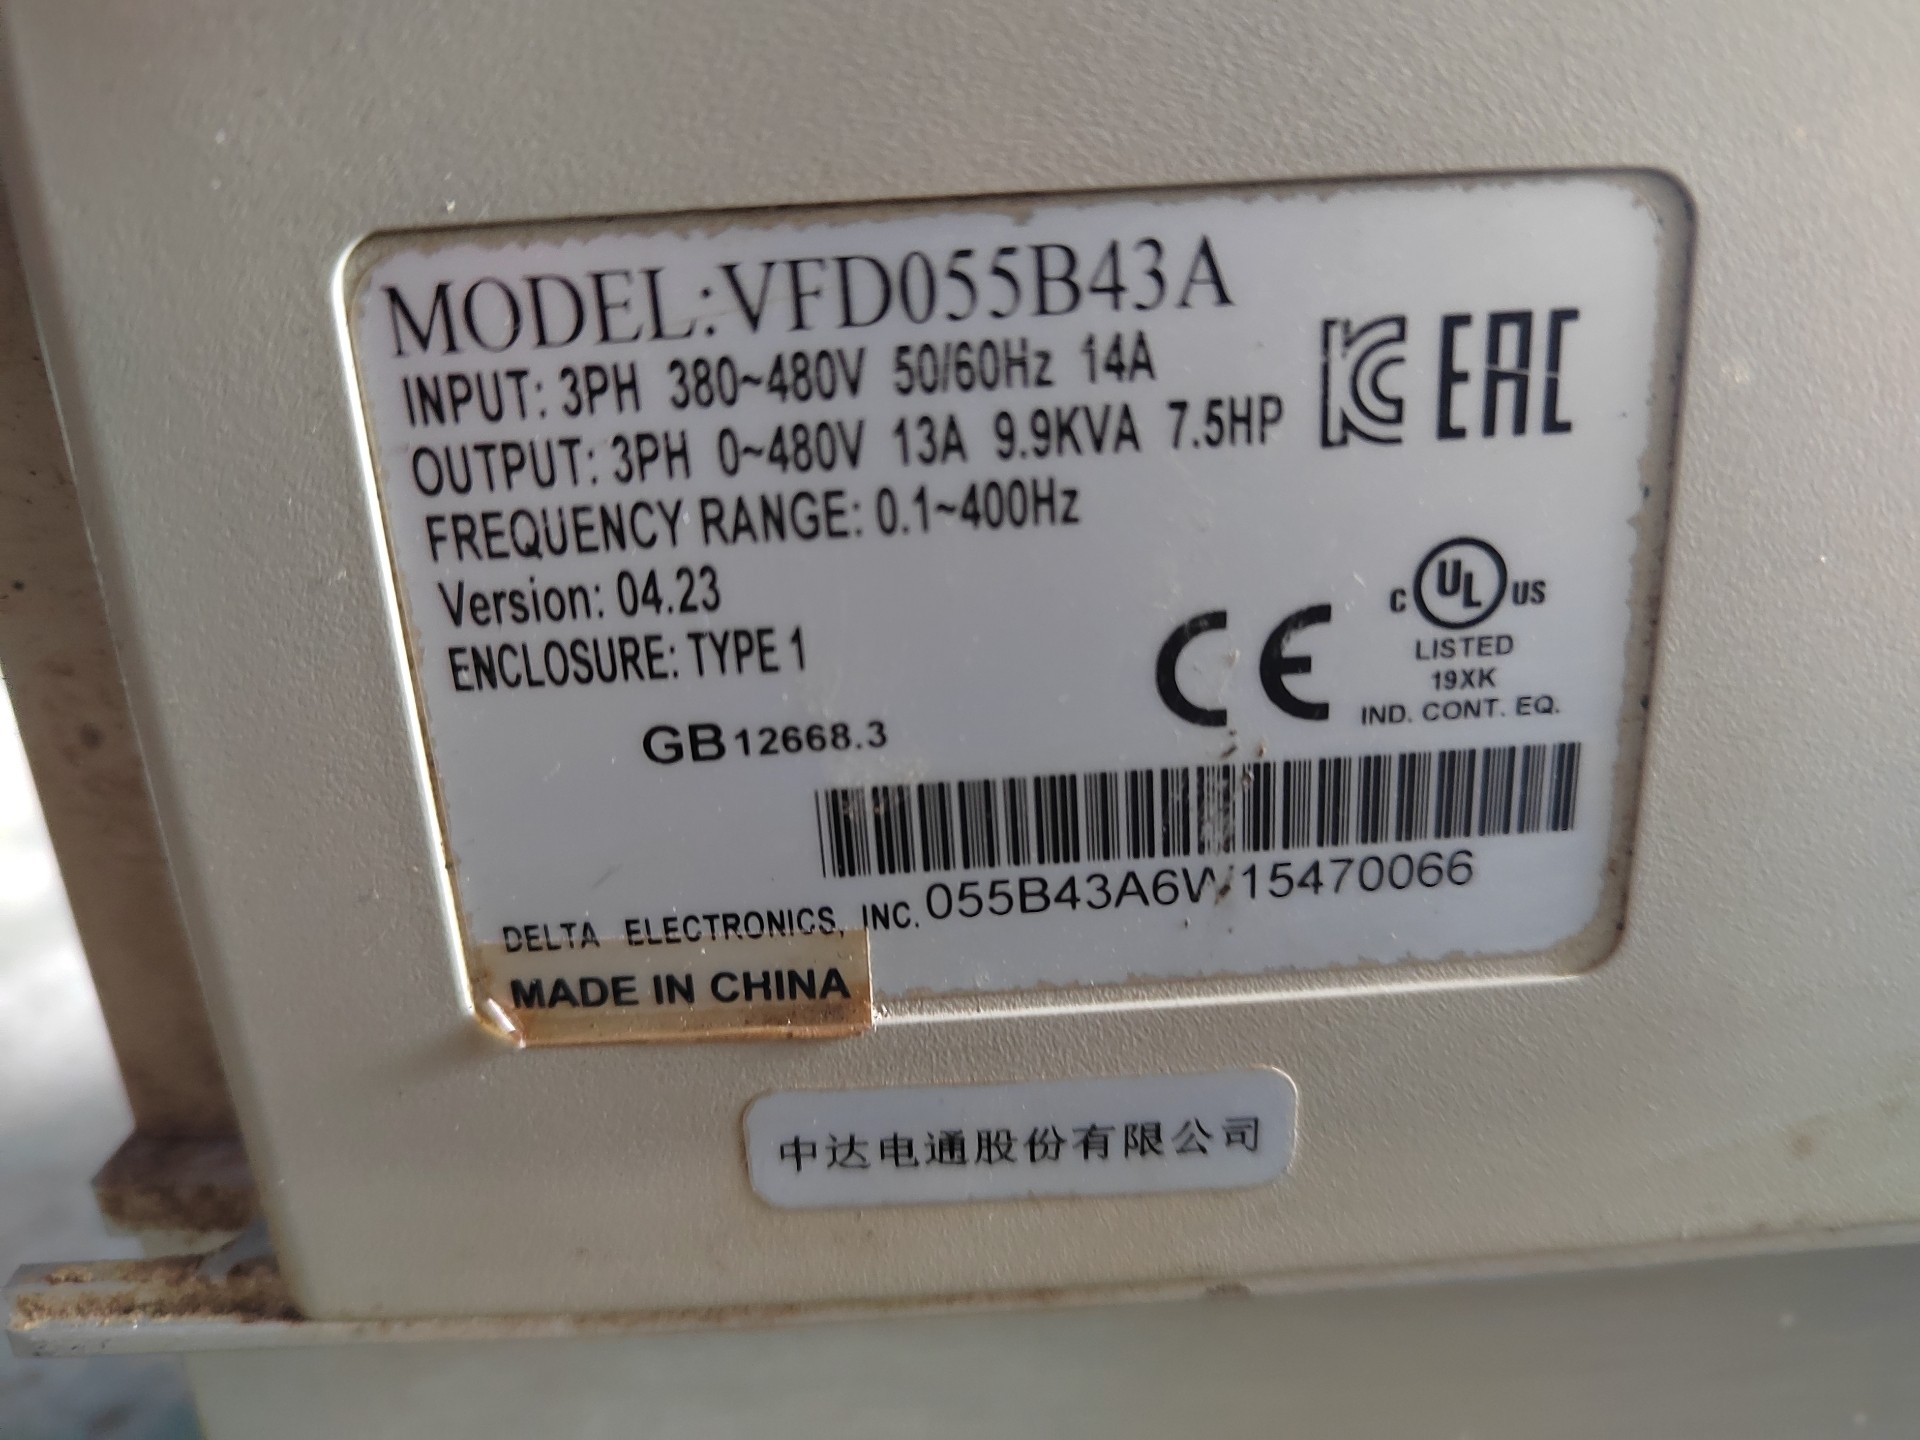 MODEL:VFD055B43A
INPUT: 3PH 380~480V 50/60Hz 14A
OUTPUT: 3PH 0~480V 13A 9.9KVA 7.5HP
FREQUENCY RANGE: 0.1~400Hz
Version: 04.23
ENCLOSURE: TYPE 1
KC EAC
C UL US
LISTED
19XK
IND. CONT. EQ.
CE
GB12668.3
055B43A6W15470066
DELTA ELECTRONICS, INC.
MADE IN CHINA
中达电通股份有限公司